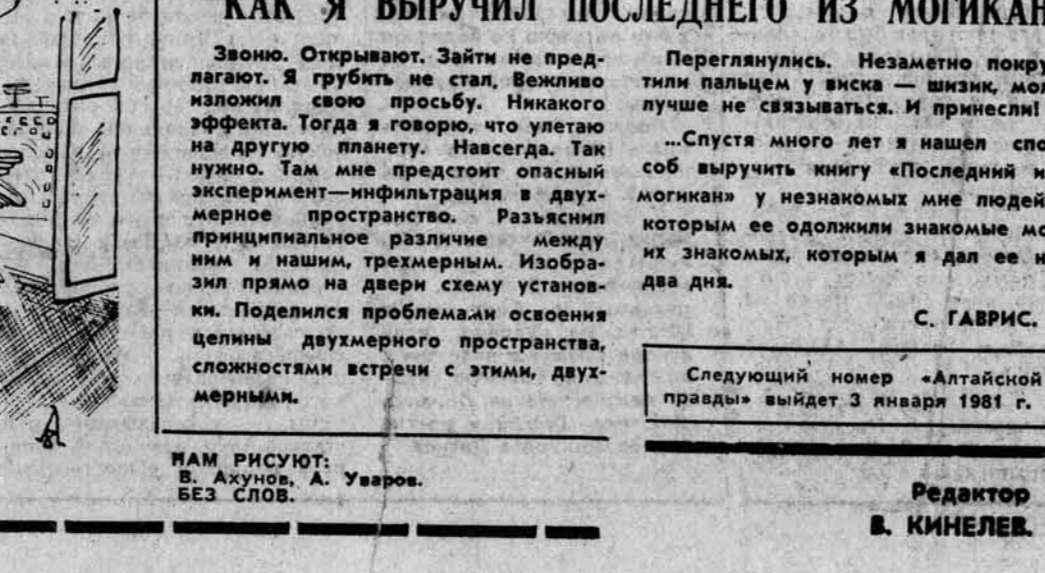 КАК Я ВЫРУЧИЛ ПОСЛЕДНЕГО ИЗ МОГИКАН
Звоню. Открывают. Зайти не пред-
лагают. Я грубить не стал, Вежливо
изложил свою просьбу. Никакого
эффекта. Тогда я говорю, что улетаю
на другую планету. Навсегда. Так
нужно. Там мне предстоит опасный
эксперимент—инфильтрация в двух-
мерное пространство. Разъяснил
принципиальное различие между
ним и нашим, трехмерным. Изобра-
зил прямо на двери схему установ-
ки. Поделился проблемами освоения
целины двухмерного пространства,
сложностями встречи с этими, двух-
мерными.
Переглянулись. Незаметно покру
тили пальцем у виска — шизик, мол
лучше не связываться. И принесли!
...Спустя много лет я нашел спо
соб выручить книгу «Последний и
могикан» у незнакомых мне людей
которым ее одолжили знакомые мо
их знакомых, которым я дал ее н
два дня.
С. ГАВРИС.
Следующий номер «Алтайской
правды» выйдет 3 января 1981 г.
НАМ РИСУЮТ:
В. Ахунов, А. Уваров.
БЕЗ СЛОВ.
Редактор
В. КИНЕЛЕВ.